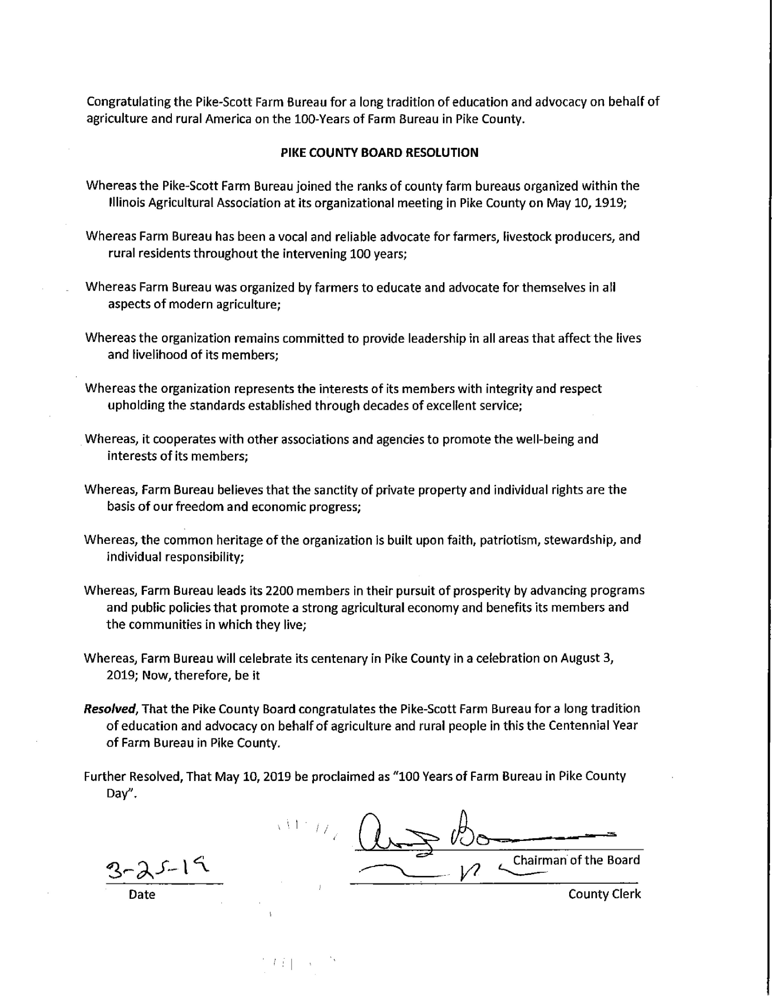 Congratulating the Pike-Scott Farm Bureau for a long tradition of education and advocacy on behalf of
agriculture and rural America on the 100-Years of Farm Bureau in Pike County.
PIKE COUNTY BOARD RESOLUTION
Whereas the Pike-Scott Farm Bureau joined the ranks of county farm bureaus organized within the
Illinois Agricultural Association at its organizational meeting in Pike County on May 10, 1919;
Whereas Farm Bureau has been a vocal and reliable advocate for farmers, livestock producers, and
rural residents throughout the intervening 100 years;
Whereas Farm Bureau was organized by farmers to educate and advocate for themselves in all
aspects of modern agriculture;
Whereas the organization remains committed to provide leadership in all areas that affect the lives
and livelihood of its members;
Whereas the organization represents the interests of its members with integrity and respect
upholding the standards established through decades of excellent service;
Whereas, it cooperates with other associations and agencies to promote the well-being and
interests of its members;
Whereas, Farm Bureau believes that the sanctity of private property and individual rights are the
basis of our freedom and economic progress;
Whereas, the common heritage of the organization is built upon faith, patriotism, stewardship, and
individual responsibility;
Whereas, Farm Bureau leads its 2200 members in their pursuit of prosperity by advancing programs
and public policies that promote a strong agricultural economy and benefits its members and
the communities in which they live;
Whereas, Farm Bureau will celebrate its centenary in Pike County in a celebration on August 3,
2019; Now, therefore, be it
Resolved, That the Pike County Board congratulates the Pike-Scott Farm Bureau for a long tradition
of education and advocacy on behalf of agriculture and rural people in this the Centennial Year
of Farm Bureau in Pike County.
Further Resolved, That May 10, 2019 be proclaimed as "100 Years of Farm Bureau in Pike County
Day".
Chairman of the Board
3-25-19
Date
County Clerk